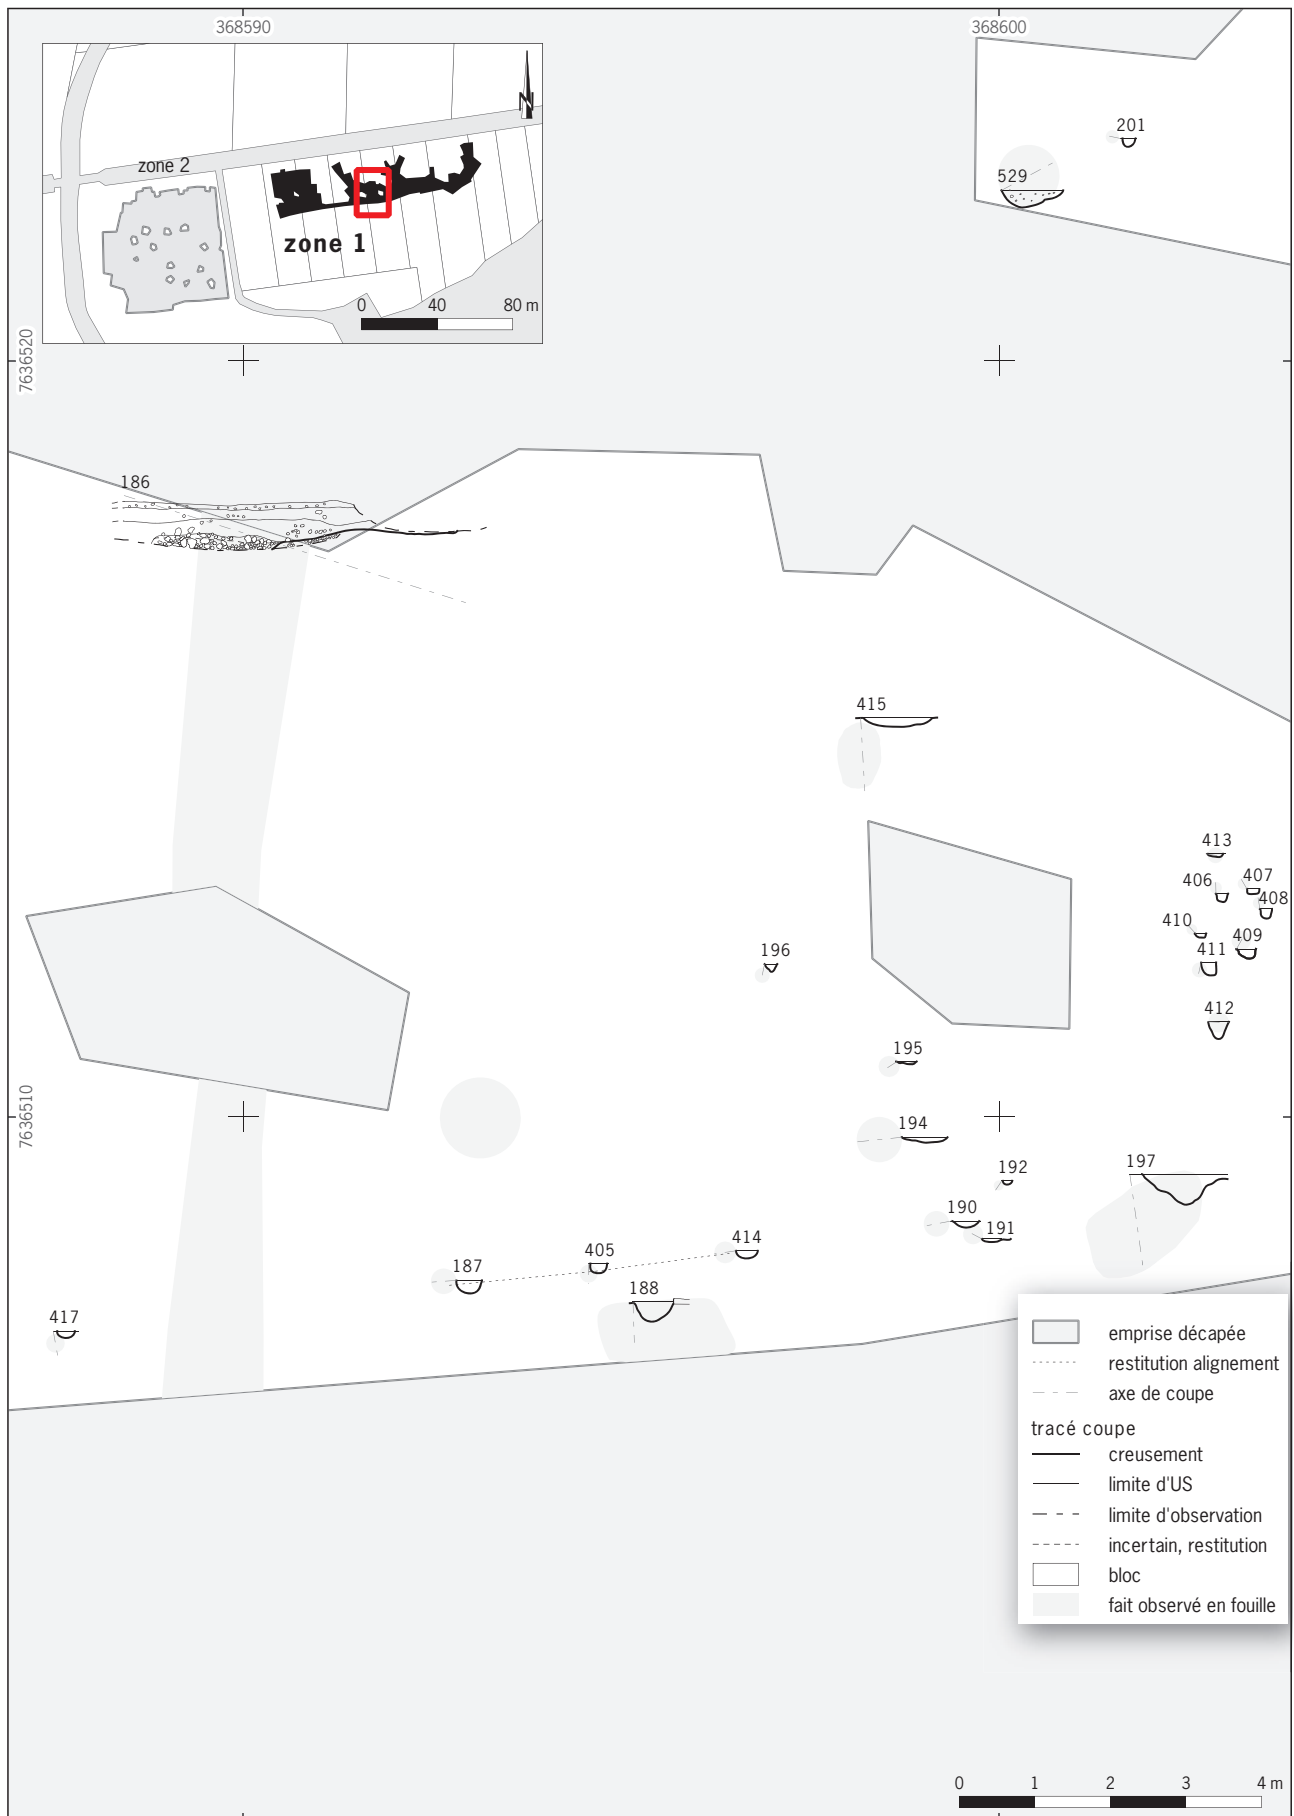 368590
368600
N
zone 2
zone 1
0 40 80 m
201
529
7636520
186
415
413
406
407
408
410
409
411
196
412
195
7636510
194
192
197
190
191
414
405
187
188
417
emprise décapée
restitution alignement
axe de coupe
tracé coupe
creusement
limite d'US
limite d'observation
incertain, restitution
bloc
fait observé en fouille
0 1 2 3 4 m